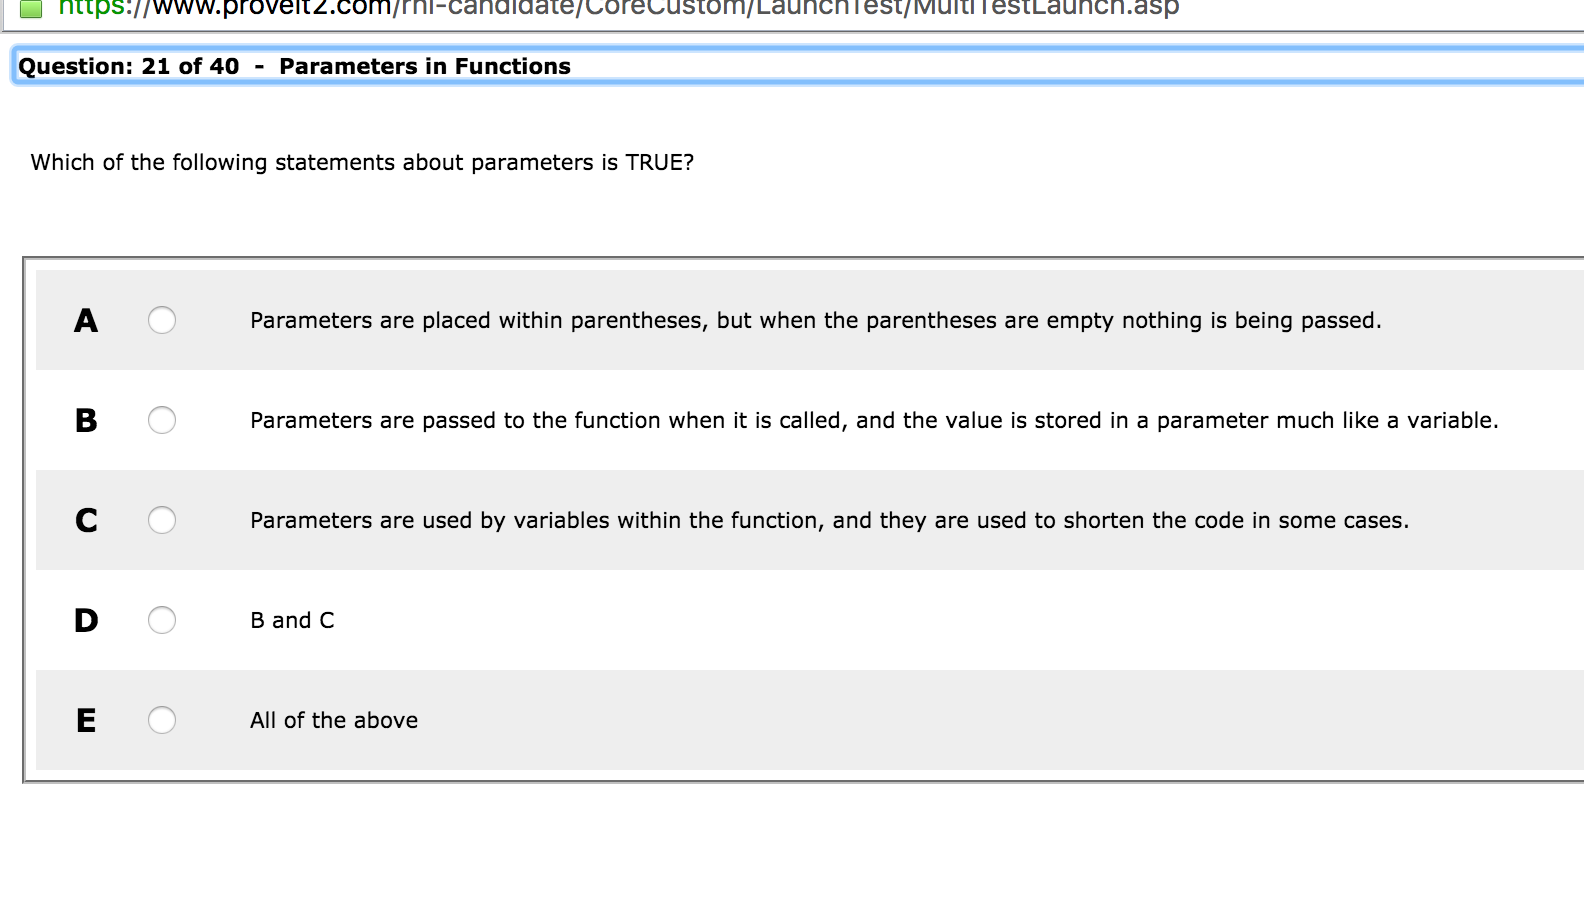 https://www.proveit2.com/rhl-candidate/CoreCustom/LaunchTest/MultiTestLaunch.asp
Question: 21 of 40 - Parameters in Functions
Which of the following statements about parameters is TRUE?
A Parameters are placed within parentheses, but when the parentheses are empty nothing is being passed.
B Parameters are passed to the function when it is called, and the value is stored in a parameter much like a variable.
C Parameters are used by variables within the function, and they are used to shorten the code in some cases.
D B and C
E All of the above